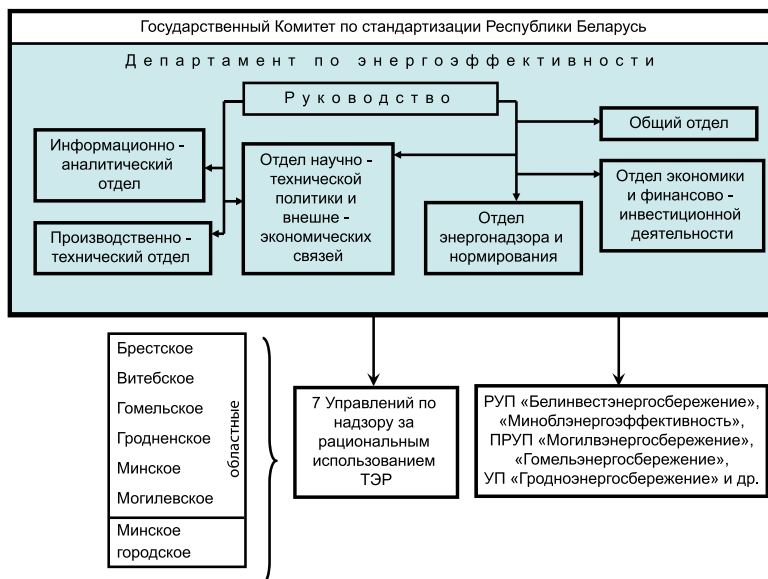 Государственный Комитет по стандартизации Республики Беларусь
Департамент по энергоэффективности
Руководство
Общий отдел
Информационно -
аналитический
отдел
Отдел научно -
технической
политики и
внешне -
экономических
связей
Отдел экономики
и финансово -
инвестиционной
деятельности
Производственно -
технический отдел
Отдел
энергонадзора и
нормирования
Брестское
Витебское
Гомельское
Гродненское
Минское
Могилевское
областные
Минское
городское
7 Управлений по
надзору за
рациональным
использованием
ТЭР
РУП «Белинвестэнергосбережение»,
«Миноблэнергоэффективность»,
ПРУП «Могилвэнергосбережение»,
«Гомельэнергосбережение»,
УП «Гродноэнергосбережение» и др.